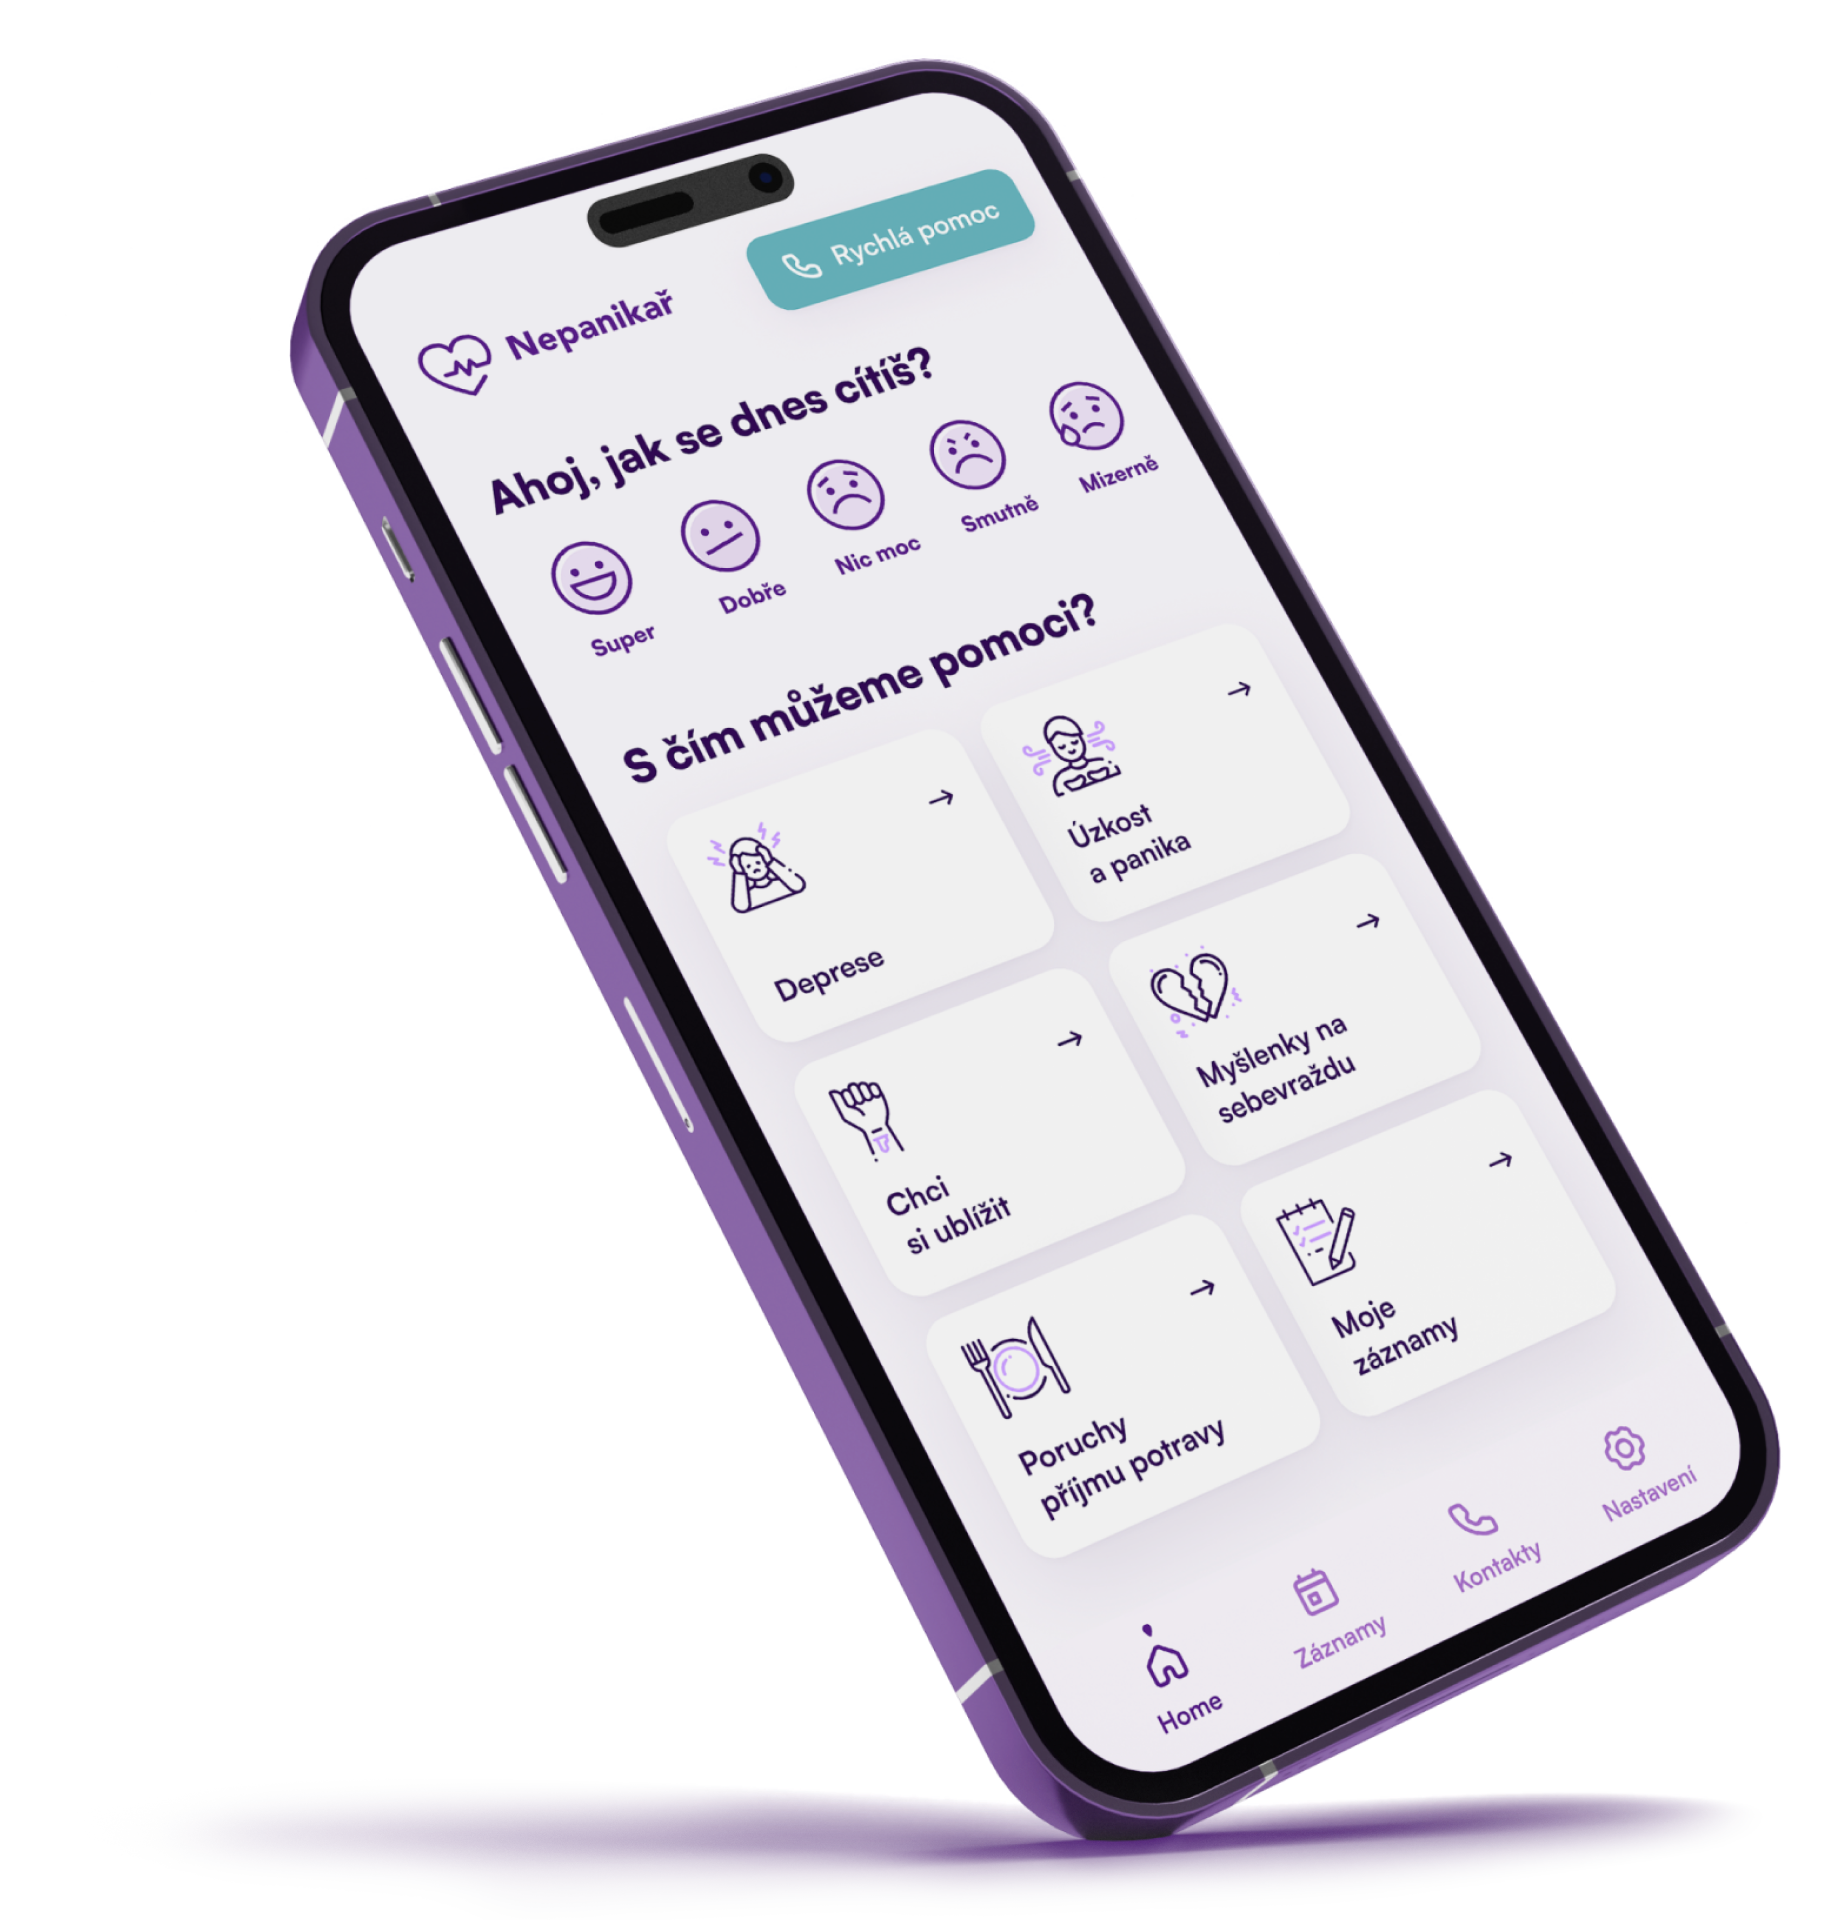 Rychlá pomoc
Nepanikař
Ahoj, jak se dnes cítíš?
Super
Dobře
Nic moc
Smutně
Mizerně
S čím můžeme pomoci?
Deprese
Úzkost
a panika
Chci
si ublížit
Myšlenky na
sebevraždu
Poruchy
příjmu potravy
Moje
záznamy
Home
Záznamy
Kontakty
Nastavení